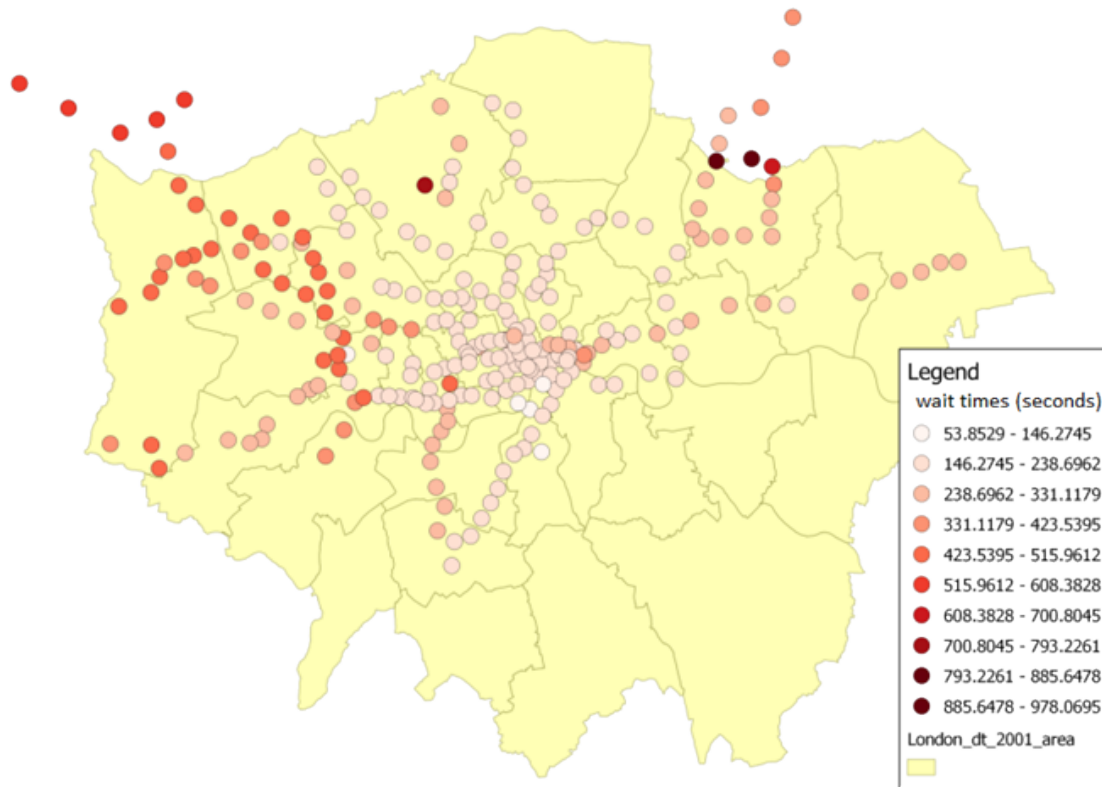 Legend
wait times (seconds)
53.8529 - 146.2745
146.2745 - 238.6962
238.6962 - 331.1179
331.1179 - 423.5395
423.5395 - 515.9612
515.9612 - 608.3828
608.3828 - 700.8045
700.8045 - 793.2261
793.2261 - 885.6478
885.6478 - 978.0695
London_dt_2001_area